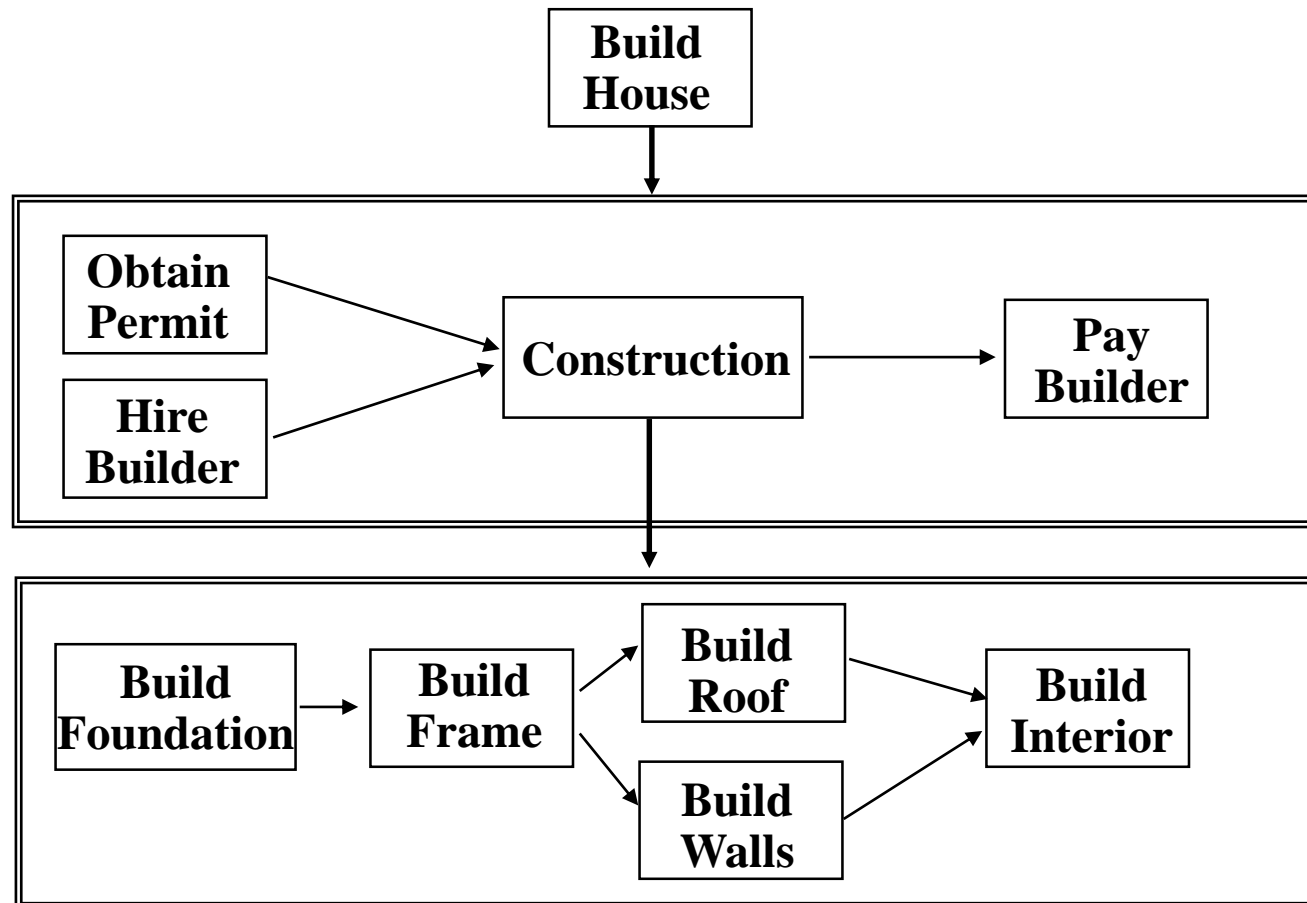 Build
House
Obtain
Permit
Hire
Builder
Construction
Pay
Builder
Build
Foundation
Build
Frame
Build
Roof
Build
Walls
Build
Interior